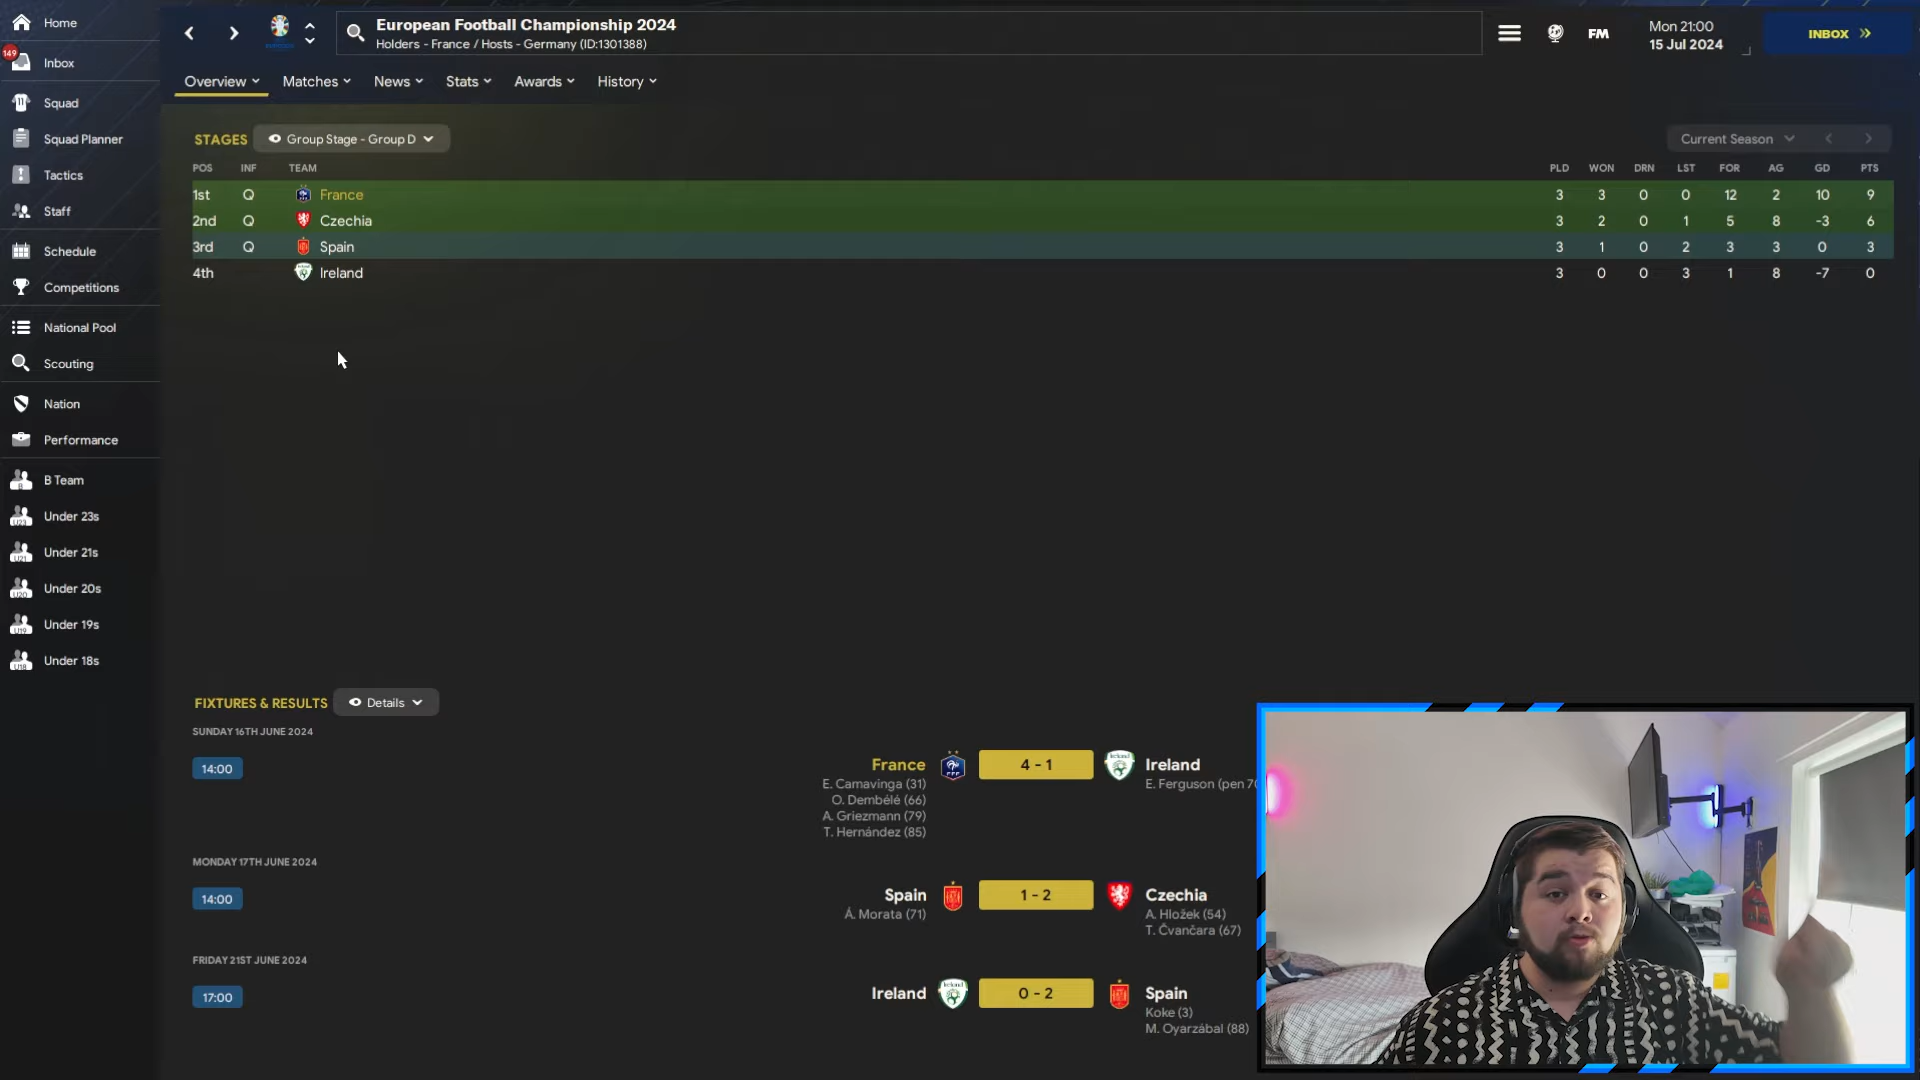 Home
149
Inbox
Squad
Squad Planner
Tactics
Staff
Schedule
Competitions
National Pool
Scouting
Nation
Performance
B Team
Under 23s
Under 21s
Under 20s
Under 19s
Under 18s
European Football Championship 2024
Holders - France / Hosts - Germany (ID:1301388)
FM
Mon 21:00
15 Jul 2024
INBOX
Overview Matches News Stats Awards History
STAGES Group Stage - Group D Current Season
POS INF TEAM PLD WON DRN LST FOR AG GD PTS
1st Q France 3 3 0 0 12 2 10 9
2nd Q Czechia 3 2 0 1 5 8 -3 6
3rd Q Spain 3 1 0 2 3 3 0 3
4th Ireland 3 0 0 3 1 8 -7 0
FIXTURES & RESULTS Details
SUNDAY 16TH JUNE 2024
14:00 France 4 - 1 Ireland
E. Camavinga (31) E. Ferguson (pen
O. Dembélé (66)
A. Griezmann (79)
T. Hernández (85)
MONDAY 17TH JUNE 2024
14:00 Spain 1 - 2 Czechia
Á. Morata (71) A. Hložek (54)
T. Čvančara (67)
FRIDAY 21ST JUNE 2024
17:00 Ireland 0 - 2 Spain
Koke (3)
M. Oyarzábal (88)